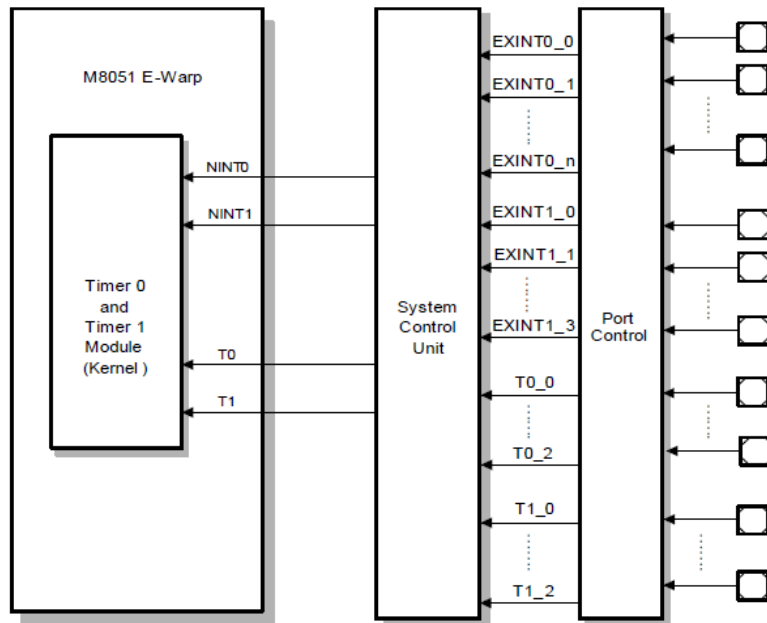 M8051 E-Warp
NINT0
NINT1
Timer 0
and
Timer 1
Module
(Kernel )
T0
T1
System
Control
Unit
EXINT0_0
EXINT0_1
EXINT0_n
EXINT1_0
EXINT1_1
EXINT1_3
T0_0
T0_2
T1_0
T1_2
Port
Control